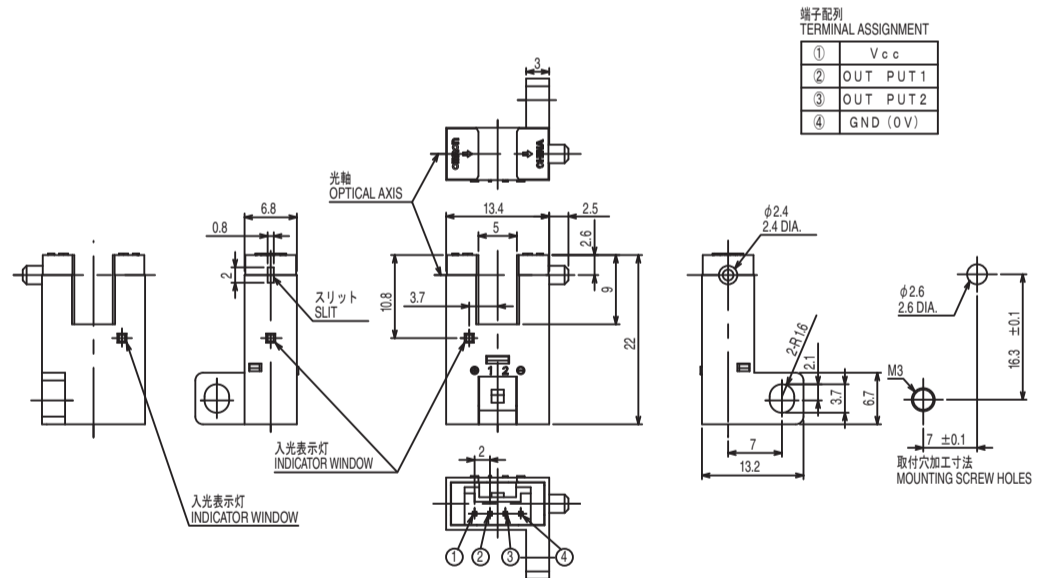 端子配列
TERMINAL ASSIGNMENT
① Vcc
② OUT PUT1
③ OUT PUT2
④ GND (0V)
3
omron
CHINA
光軸
OPTICAL AXIS
6.8
0.8
2
スリット
SLIT
13.4
2.5
5
2.6
10.8
3.7
9
22
⊕ 1 2 ⊖
φ2.4
2.4 DIA.
φ2.6
2.6 DIA.
2-R1.6
2.1
3.7
6.7
7
13.2
16.3 ±0.1
M3
7 ±0.1
取付穴加工寸法
MOUNTING SCREW HOLES
入光表示灯
INDICATOR WINDOW
入光表示灯
INDICATOR WINDOW
2
① ② ③ ④